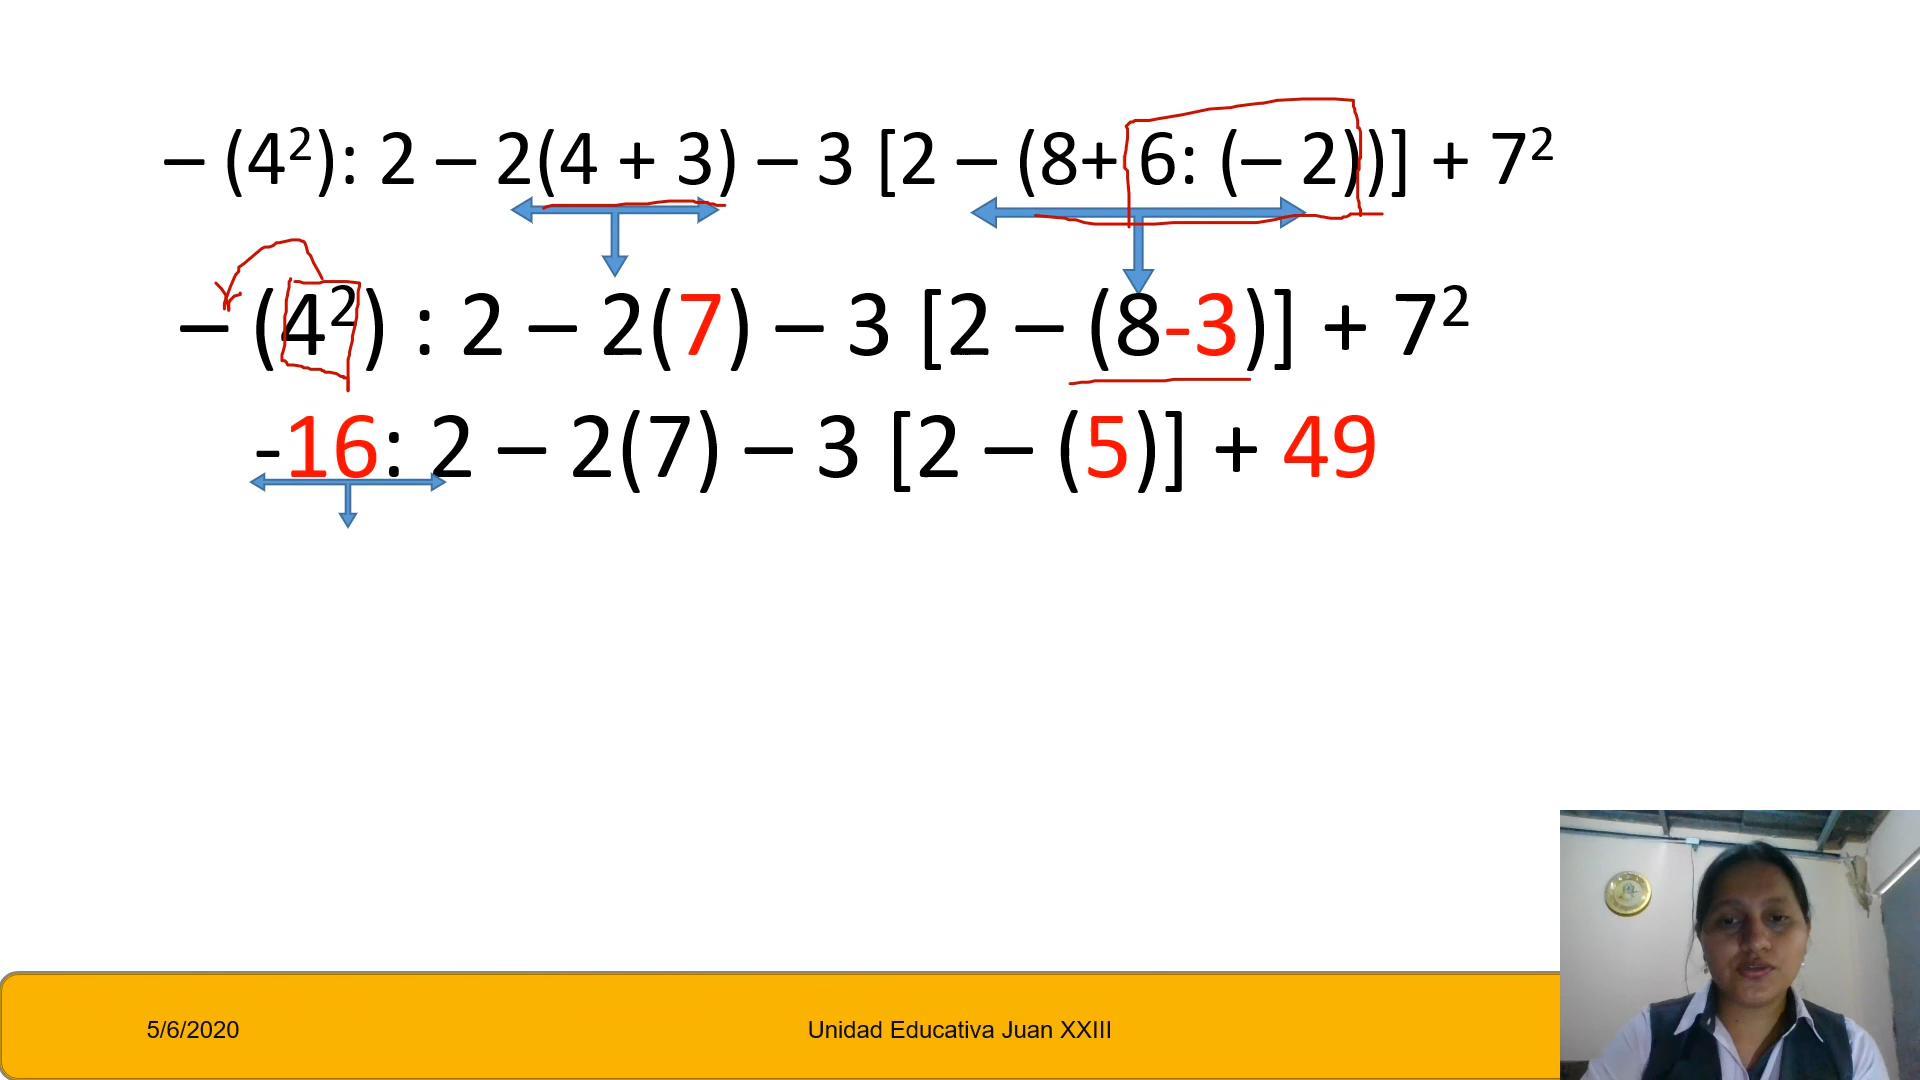 – (4²): 2 – 2(4 + 3) – 3 [2 – (8+ 6: (– 2))] + 7²
– (4²) : 2 – 2(7) – 3 [2 – (8-3)] + 7²
-16: 2 – 2(7) – 3 [2 – (5)] + 49
5/6/2020
Unidad Educativa Juan XXIII